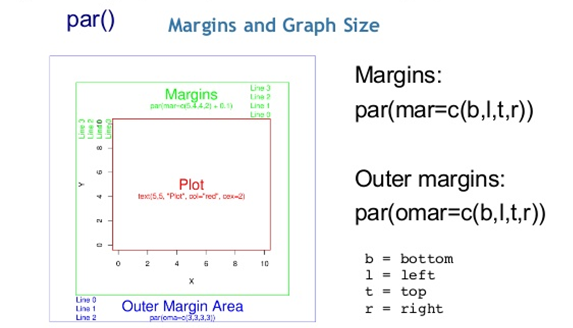 par()
Margins and Graph Size
Margins
par(mar=c(5,4,4,2) + 0.1)
Line 3
Line 2
Line 1
Line 0
Line 3
Line 2
Line 1
Line 0
Y
0
2
4
6
8
10
Plot
text(5,5, "Plot", col="red", cex=2)
0 2 4 6 8 10
X
Line 0
Line 1
Line 2
Outer Margin Area
par(oma=c(3,3,3,3))
Margins:
par(mar=c(b,l,t,r))
Outer margins:
par(omar=c(b,l,t,r))
b = bottom
l = left
t = top
r = right